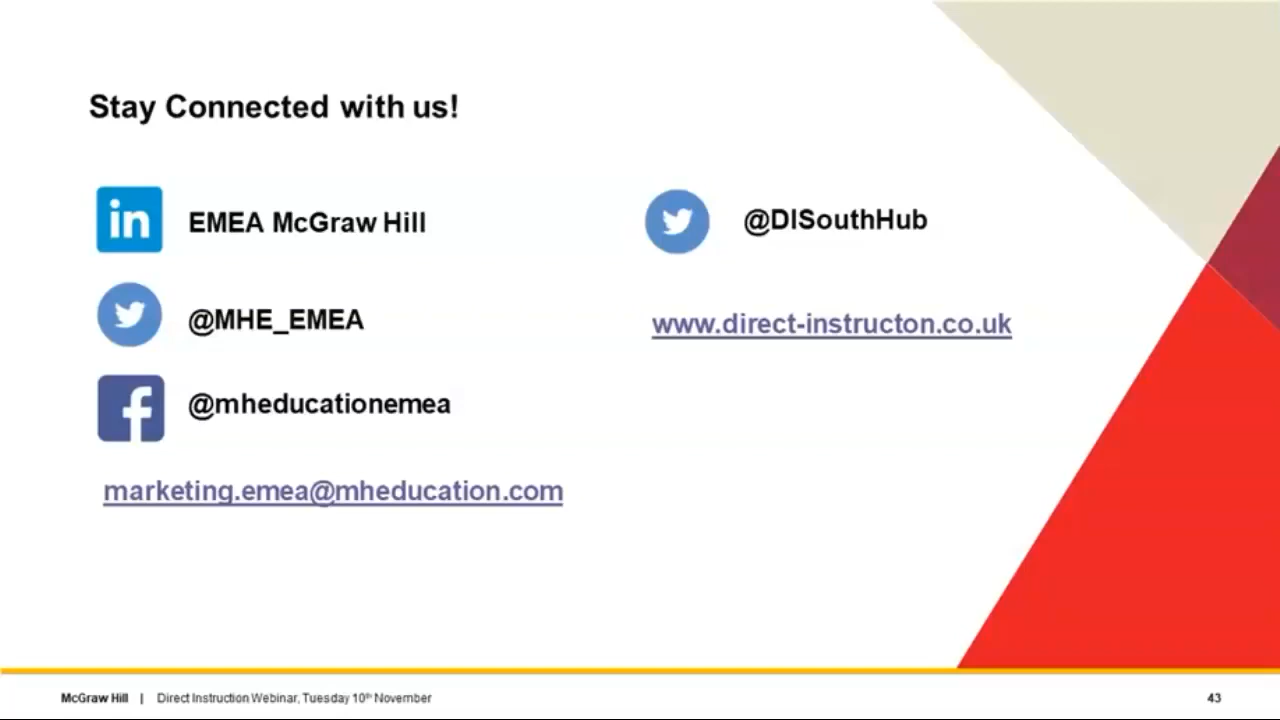 Stay Connected with us!
in EMEA McGraw Hill
@MHE_EMEA
f @mheducationemea
marketing.emea@mheducation.com
@DISouthHub
www.direct-instructon.co.uk
McGraw Hill | Direct Instruction Webinar, Tuesday 10th November
43